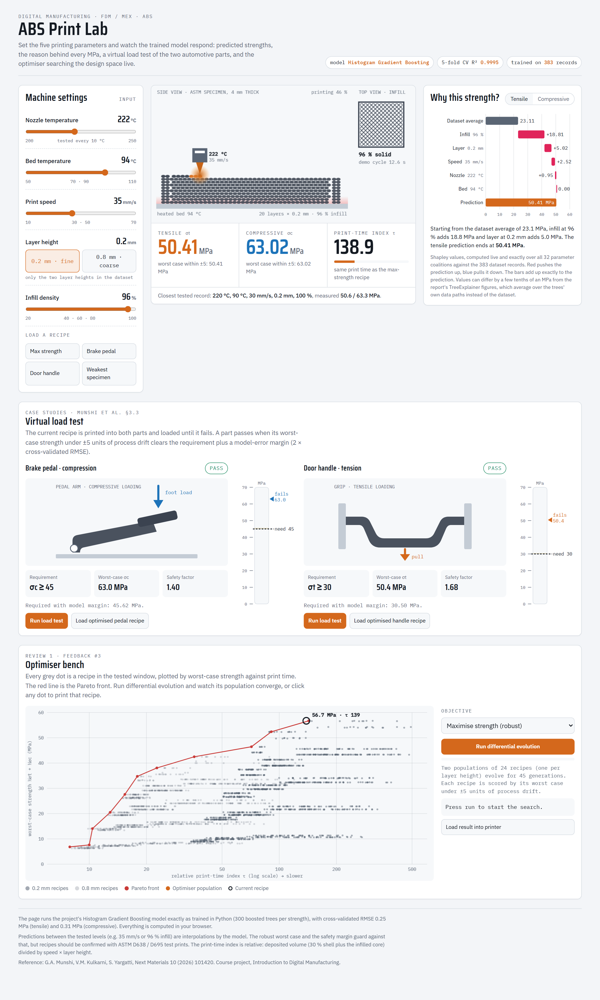 DIGITAL MANUFACTURING · FDM / MEX · ABS
ABS Print Lab
Set the five printing parameters and watch the trained model respond: predicted strengths,
the reason behind every MPa, a virtual load test of the two automotive parts, and the
optimiser searching the design space live.
model Histogram Gradient Boosting
5-fold CV R² 0.9995
trained on 383 records
Machine settings
INPUT
Nozzle temperature
222 °C
200
tested every 10 °C
250
Bed temperature
94 °C
50
70 · 90
110
Print speed
35 mm/s
10
30 · 50
70
Layer height
0.2 mm
0.2 mm · fine
0.8 mm ·
coarse
only the two layer heights in the dataset
Infill density
96 %
20
40 · 60 · 80
100
LOAD A RECIPE
Max strength
Brake pedal
Door handle
Weakest
specimen
SIDE VIEW · ASTM SPECIMEN, 4 mm THICK
printing 46 %
TOP VIEW · INFILL
222 °C
35 mm/s
96 % solid
demo cycle 12.6 s
heated bed 94 °C
20 layers × 0.2 mm · 96 % infill
TENSILE σt
50.41 MPa
worst case within ±5: 50.41
MPa
COMPRESSIVE σc
63.02 MPa
worst case within ±5: 63.02
MPa
PRINT-TIME INDEX τ
138.9
same print time as the max-
strength recipe
Closest tested record: 220 °C, 90 °C, 30 mm/s, 0.2 mm, 100 %, measured 50.6 / 63.3 MPa.
Why this strength?
Tensile
Compressive
Dataset average
23.11
Infill 96 %
+18.81
Layer 0.2 mm
+5.02
Speed 35 mm/s
+2.52
Nozzle 222 °C
+0.95
Bed 94 °C
0.00
Prediction
50.41 MPa
0 10 20 30 40 50 60
Starting from the dataset average of 23.1 MPa, infill at 96
% adds 18.8 MPa and layer at 0.2 mm adds 5.0 MPa. The
tensile prediction ends at 50.41 MPa.
Shapley values, computed live and exactly over all 32 parameter
coalitions against the 383 dataset records. Red pushes the
prediction up, blue pulls it down. The bars add up exactly to the
prediction. Values can differ by a few tenths of an MPa from the
report's TreeExplainer figures, which average over the trees'
own data paths instead of the dataset.
CASE STUDIES · MUNSHI ET AL. §3.3
Virtual load test
The current recipe is printed into both parts and loaded until it fails. A part passes when its worst-
case strength under ±5 units of process drift clears the requirement plus a model-error margin (2 ×
cross-validated RMSE).
Brake pedal · compression
PASS
PEDAL ARM · COMPRESSIVE LOADING
foot load
MPa
70
60
50
40
30
20
10
0
fails
63.0
need 45
Requirement
σc ≥ 45
Worst-case σc
63.0 MPa
Safety factor
1.40
Required with model margin: 45.62 MPa.
Run load test
Load optimised pedal recipe
Door handle · tension
PASS
GRIP · TENSILE LOADING
pull
MPa
70
60
50
40
30
20
10
0
fails
50.4
need 30
Requirement
σt ≥ 30
Worst-case σt
50.4 MPa
Safety factor
1.68
Required with model margin: 30.50 MPa.
Run load test
Load optimised handle recipe
REVIEW 1 · FEEDBACK #3
Optimiser bench
Every grey dot is a recipe in the tested window, plotted by worst-case strength against print time.
The red line is the Pareto front. Run differential evolution and watch its population converge, or click
any dot to print that recipe.
56.7 MPa · τ 139
60
50
40
30
20
10
0
worst-case strength ½σt + ½σc (MPa)
10 20 50 100 200 500
relative print-time index τ (log scale) → slower
0.2 mm recipes
0.8 mm recipes
Pareto front
Optimiser population
Current recipe
OBJECTIVE
Maximise strength (robust)
Run differential evolution
Two populations of 24 recipes (one per
layer height) evolve for 45 generations.
Each recipe is scored by its worst case
under ±5 units of process drift.
Press run to start the search.
Load result into printer
The page runs the project's Histogram Gradient Boosting model exactly as trained in Python (300 boosted trees per strength), with cross-validated RMSE 0.25
MPa (tensile) and 0.31 MPa (compressive). Everything is computed in your browser.
Predictions between the tested levels (e.g. 35 mm/s or 96 % infill) are interpolations by the model. The robust worst case and the safety margin guard against
that, but recipes should be confirmed with ASTM D638 / D695 test prints. The print-time index is relative: deposited volume (30 % shell plus the infilled core)
divided by speed × layer height.
Reference: G.A. Munshi, V.M. Kulkarni, S. Yargatti, Next Materials 10 (2026) 101420. Course project, Introduction to Digital Manufacturing.